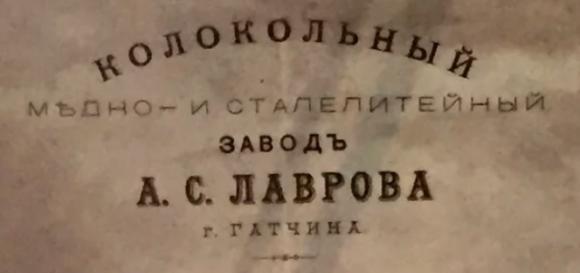 КОЛОКОЛЬНЫЙ
МѢДНО- И СТАЛЕЛИТЕЙНЫЙ
ЗАВОДЪ
А. С. ЛАВРОВА
г. ГАТЧИНА